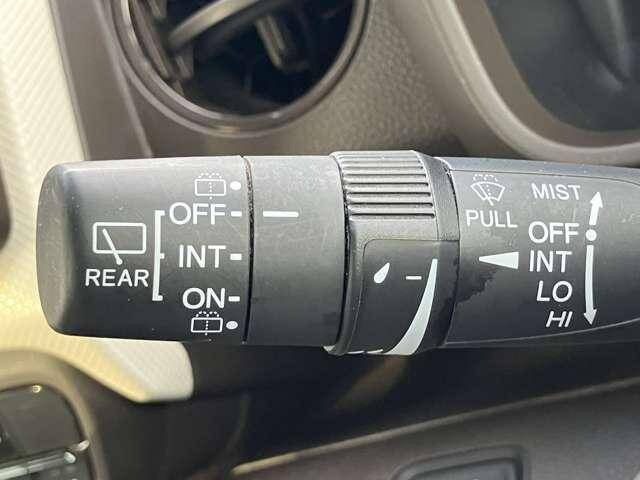 OFF
INT
REAR
ON
MIST
PULL
OFF
INT
LO
HI